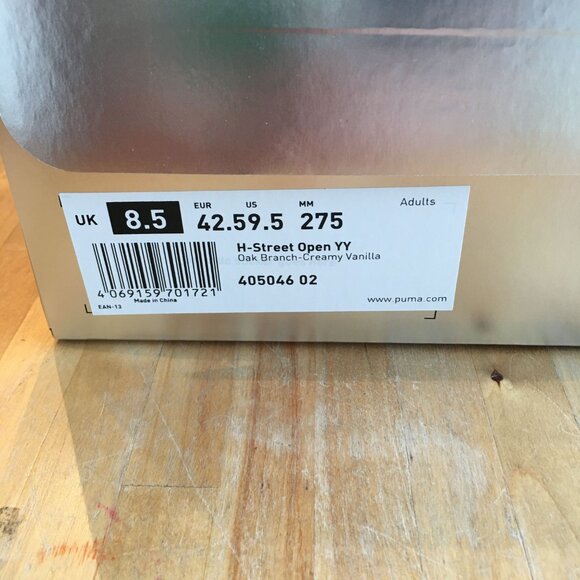 Adults
EUR US MM
UK 8.5 42.5 9.5 275
H-Street Open YY
Oak Branch-Creamy Vanilla
405046 02
4 069159 701721
Made in China
EAN-13
www.puma.com